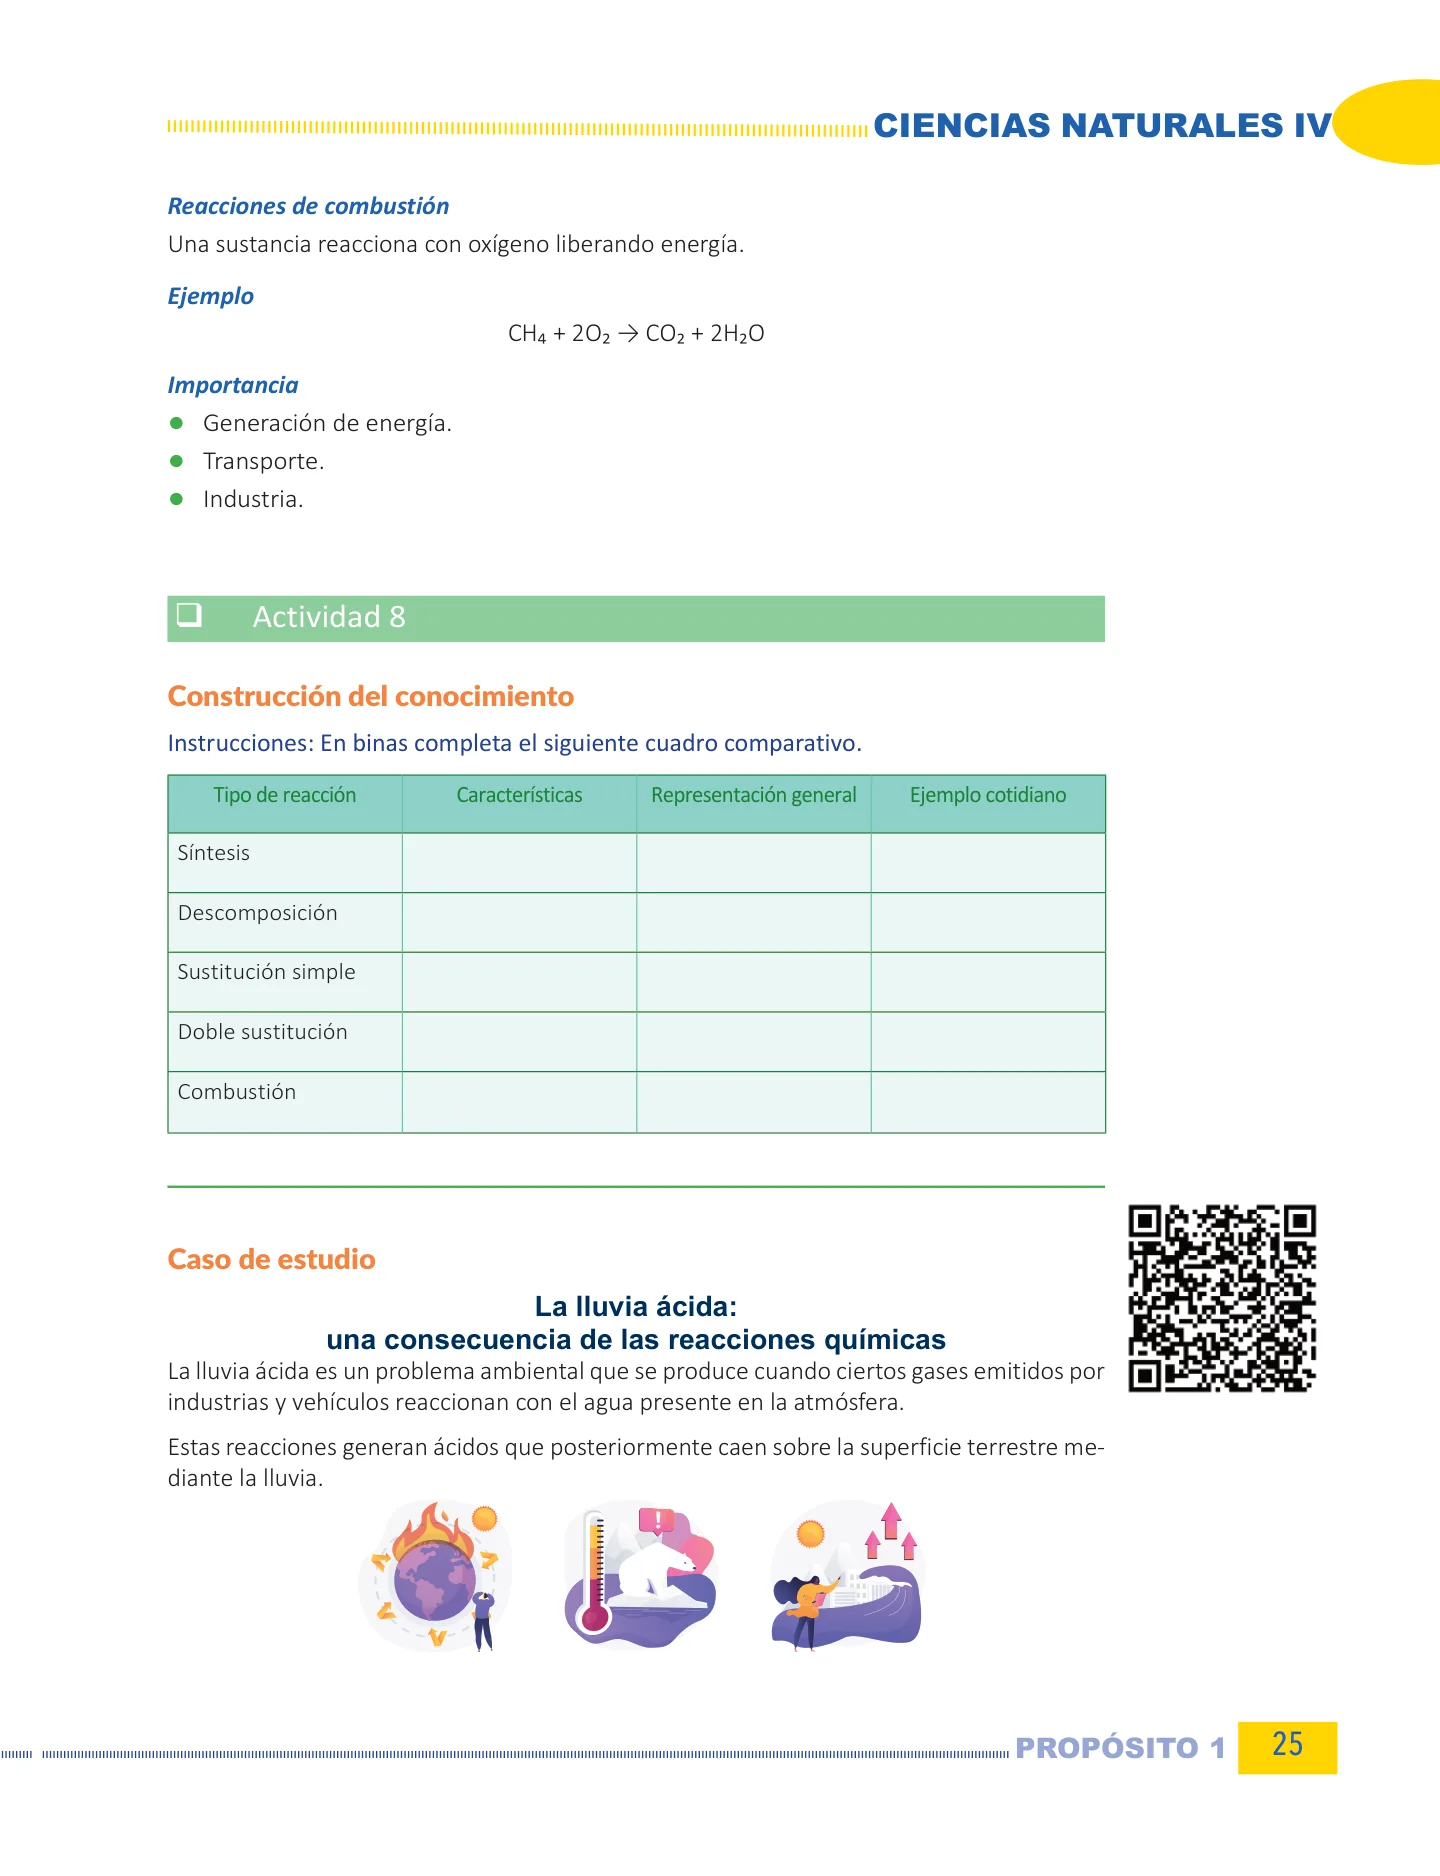 CIENCIAS NATURALES IV
Reacciones de combustión
Una sustancia reacciona con oxígeno liberando energía.
Ejemplo
CH₄ + 2O₂ → CO₂ + 2H₂O
Importancia
● Generación de energía.
● Transporte.
● Industria.
❑ Actividad 8
Construcción del conocimiento
Instrucciones: En binas completa el siguiente cuadro comparativo.
Tipo de reacción Características Representación general Ejemplo cotidiano
Síntesis
Descomposición
Sustitución simple
Doble sustitución
Combustión
Caso de estudio
La lluvia ácida:
una consecuencia de las reacciones químicas
La lluvia ácida es un problema ambiental que se produce cuando ciertos gases emitidos por
industrias y vehículos reaccionan con el agua presente en la atmósfera.
Estas reacciones generan ácidos que posteriormente caen sobre la superficie terrestre me-
diante la lluvia.
!
PROPÓSITO 1 25